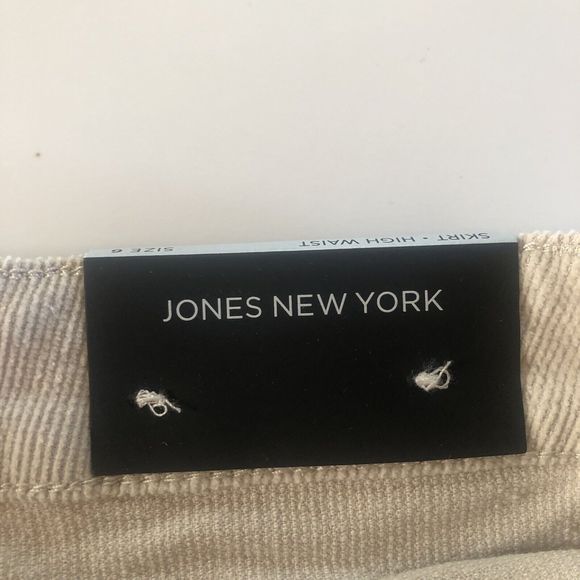 SKIRT • HIGH WAIST SIZE 6
JONES NEW YORK